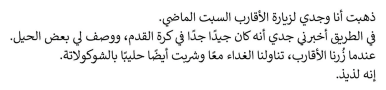 ذهبت أنا وجدي لزيارة الأقارب السبت الماضي.
في الطريق أخبرني جدي أنه كان جيدًا جدًا في كرة القدم، ووصف لي بعض الحيل.
عندما زُرنا الأقارب، تناولنا الغداء معًا وشربت أيضًا حليبًا بالشوكولاتة.
إنه لذيذ.